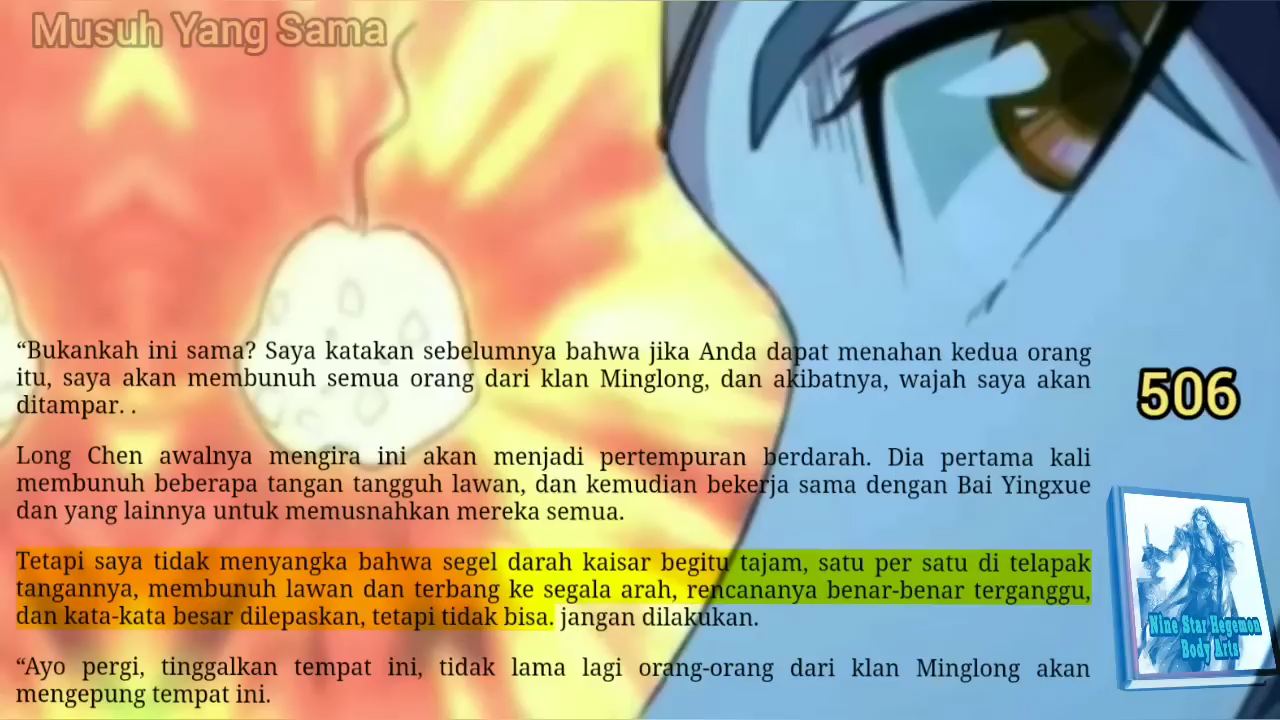 Musuh Yang Sama
“Bukankah ini sama? Saya katakan sebelumnya bahwa jika Anda dapat menahan kedua orang
itu, saya akan membunuh semua orang dari klan Minglong, dan akibatnya, wajah saya akan
ditampar. .
506
Long Chen awalnya mengira ini akan menjadi pertempuran berdarah. Dia pertama kali
membunuh beberapa tangan tangguh lawan, dan kemudian bekerja sama dengan Bai Yingxue
dan yang lainnya untuk memusnahkan mereka semua.
Tetapi saya tidak menyangka bahwa segel darah kaisar begitu tajam, satu per satu di telapak
tangannya, membunuh lawan dan terbang ke segala arah, rencananya benar-benar terganggu,
dan kata-kata besar dilepaskan, tetapi tidak bisa. jangan dilakukan.
“Ayo pergi, tinggalkan tempat ini, tidak lama lagi orang-orang dari klan Minglong akan
mengepung tempat ini.
Nine Star Hegemon
Body Arts